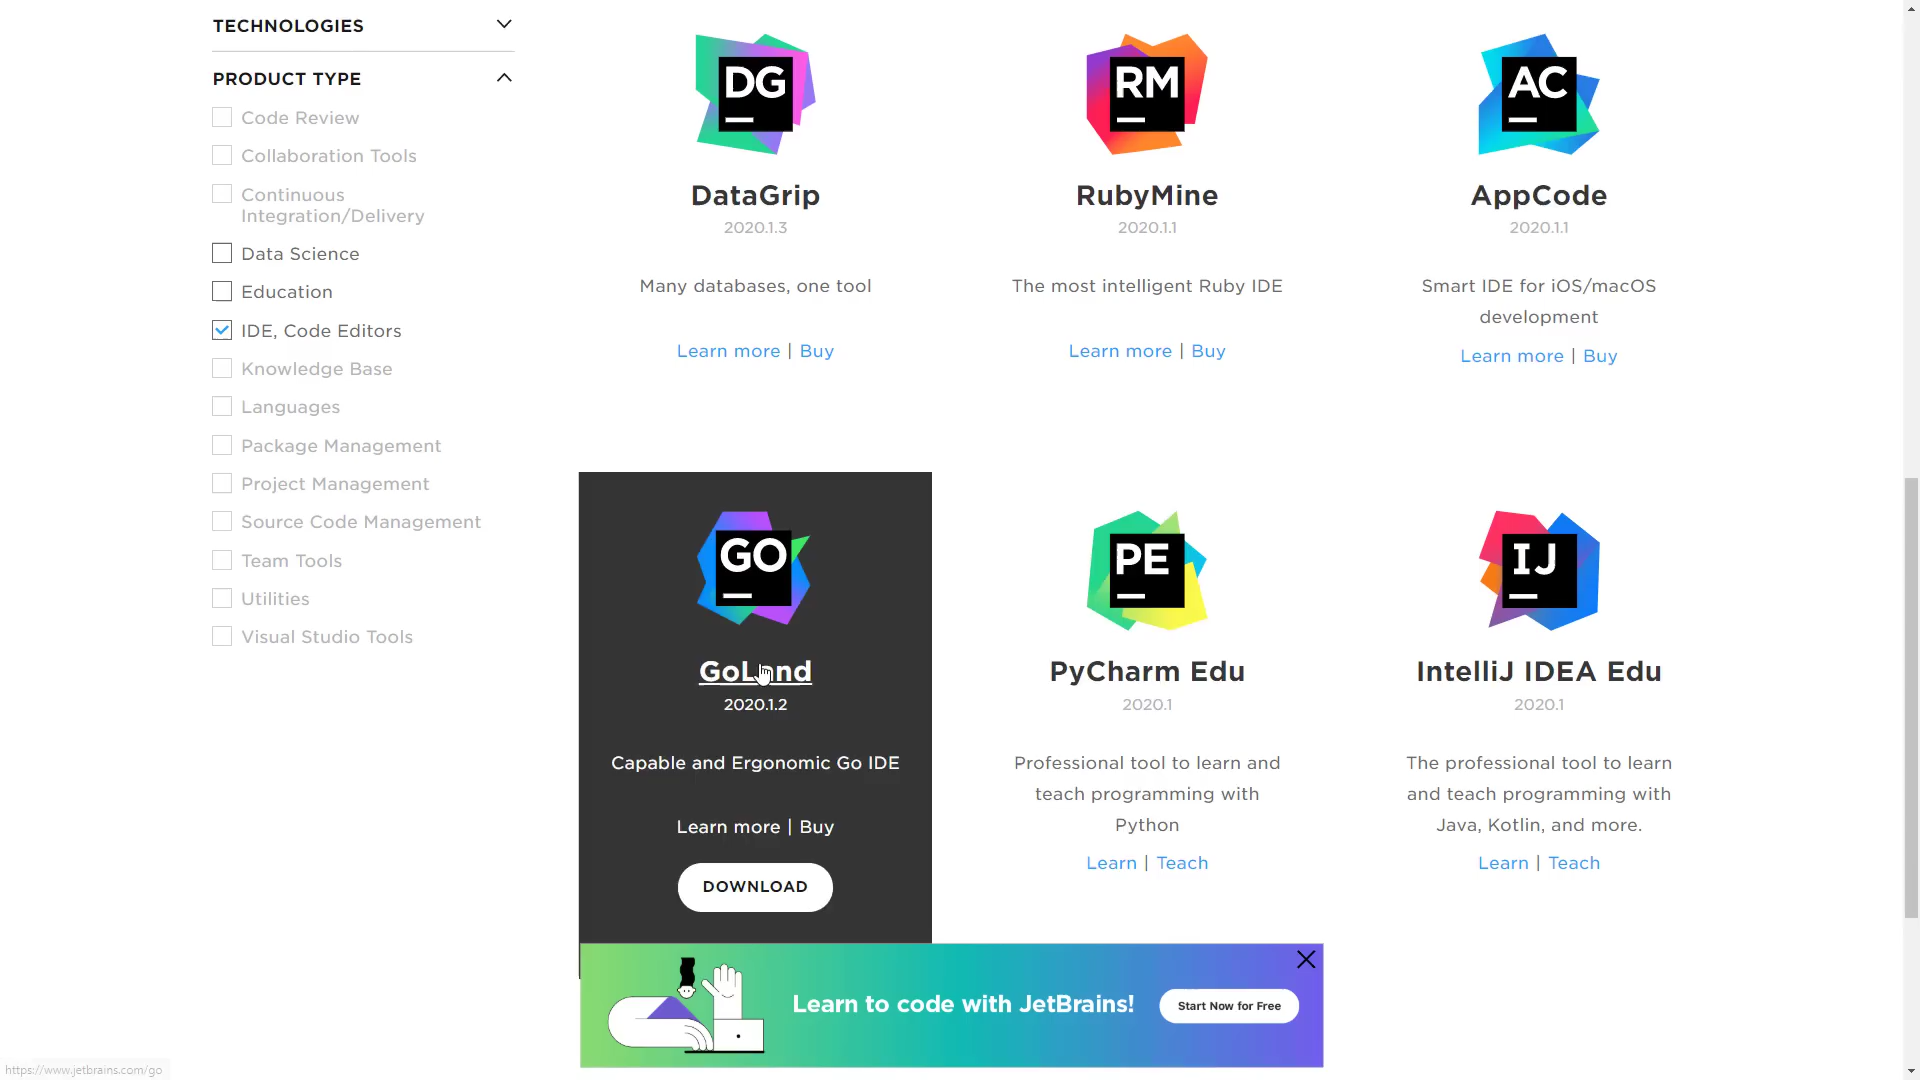 TECHNOLOGIES
PRODUCT TYPE
Code Review
Collaboration Tools
Continuous
Integration/Delivery
Data Science
Education
IDE, Code Editors
Knowledge Base
Languages
Package Management
Project Management
Source Code Management
Team Tools
Utilities
Visual Studio Tools
DG
DataGrip
2020.1.3
Many databases, one tool
Learn more | Buy
RM
RubyMine
2020.1.1
The most intelligent Ruby IDE
Learn more | Buy
AC
AppCode
2020.1.1
Smart IDE for iOS/macOS
development
Learn more | Buy
GO
GoLand
2020.1.2
Capable and Ergonomic Go IDE
Learn more | Buy
DOWNLOAD
PE
PyCharm Edu
2020.1
Professional tool to learn and
teach programming with
Python
Learn | Teach
IJ
IntelliJ IDEA Edu
2020.1
The professional tool to learn
and teach programming with
Java, Kotlin, and more.
Learn | Teach
Learn to code with JetBrains!
Start Now for Free
https://www.jetbrains.com/go